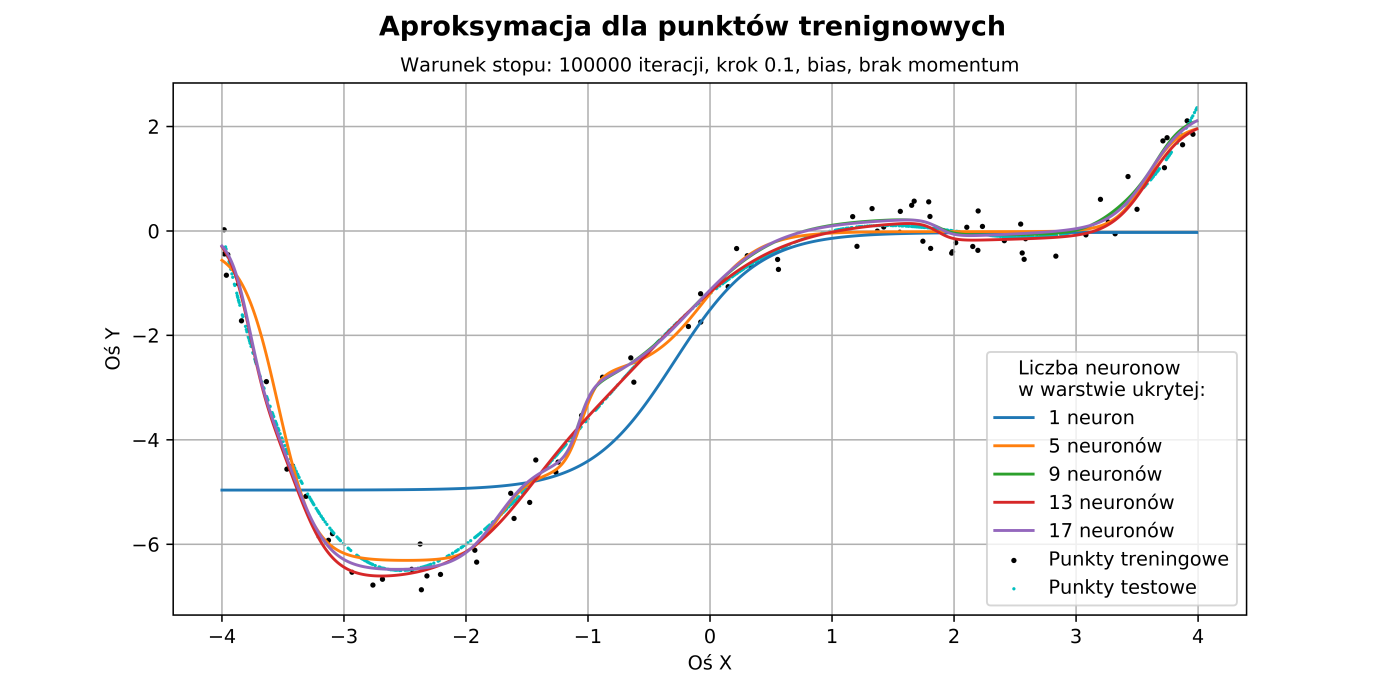 Aproksymacja dla punktów trenignowych
Warunek stopu: 100000 iteracji, krok 0.1, bias, brak momentum
Oś Y
2
0
−2
−4
−6
Liczba neuronow
w warstwie ukrytej:
1 neuron
5 neuronów
9 neuronów
13 neuronów
17 neuronów
Punkty treningowe
Punkty testowe
−4 −3 −2 −1 0 1 2 3 4
Oś X